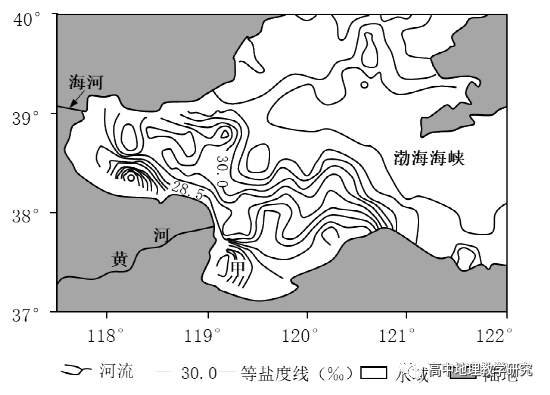 40°
海河
39°
渤海海峡
30.0
28.5
38°
黄河
甲
37°
118° 119° 120° 121° 122°
河流 30.0 等盐度线(‰) 水域 陆地
高中地理教学研究